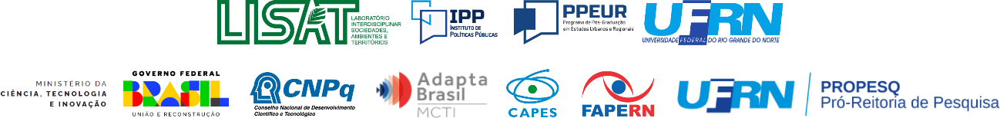 LISAT
LABORATÓRIO
INTERDISCIPLINAR
SOCIEDADES,
AMBIENTES E
TERRITÓRIOS
IPP
INSTITUTO DE
POLÍTICAS PÚBLICAS
PPEUR
Programa de Pós-Graduação
em Estudos Urbanos e Regionais
UFRN
UNIVERSIDADE FEDERAL DO RIO GRANDE DO NORTE
MINISTÉRIO DA
CIÊNCIA, TECNOLOGIA
E INOVAÇÃO
GOVERNO FEDERAL
BRASIL
UNIÃO E RECONSTRUÇÃO
CNPq
Conselho Nacional de Desenvolvimento
Científico e Tecnológico
Adapta
Brasil
MCTI
CAPES
FAPERN
UFRN
PROPESQ
Pró-Reitoria de Pesquisa